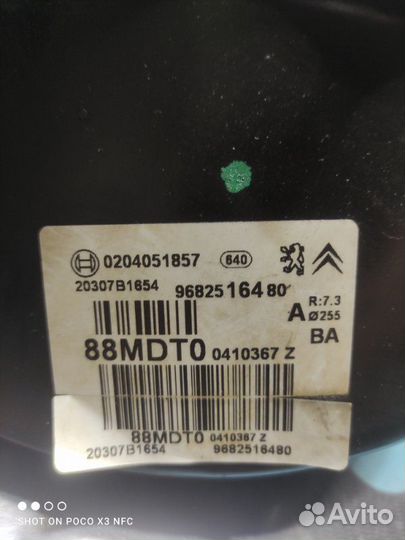 0204051857 640
20307B1654 9682516480
A R:7.3
Ø255
BA
88MDT0 0410367 Z
88MDT0 0410367 Z
20307B1654 9682516480
SHOT ON POCO X3 NFC
Avito